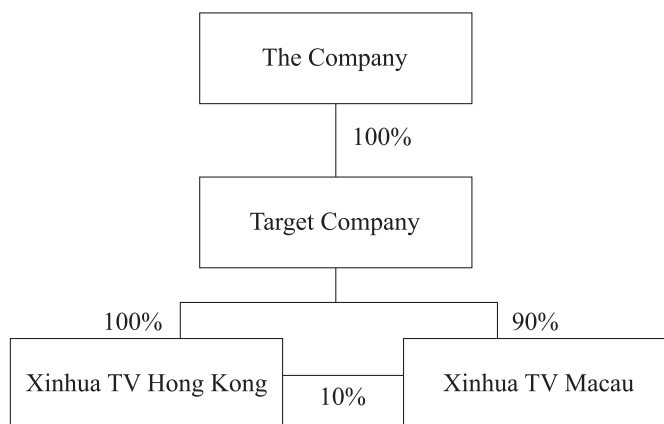 The Company
100%
Target Company
100%
90%
Xinhua TV Hong Kong
10%
Xinhua TV Macau